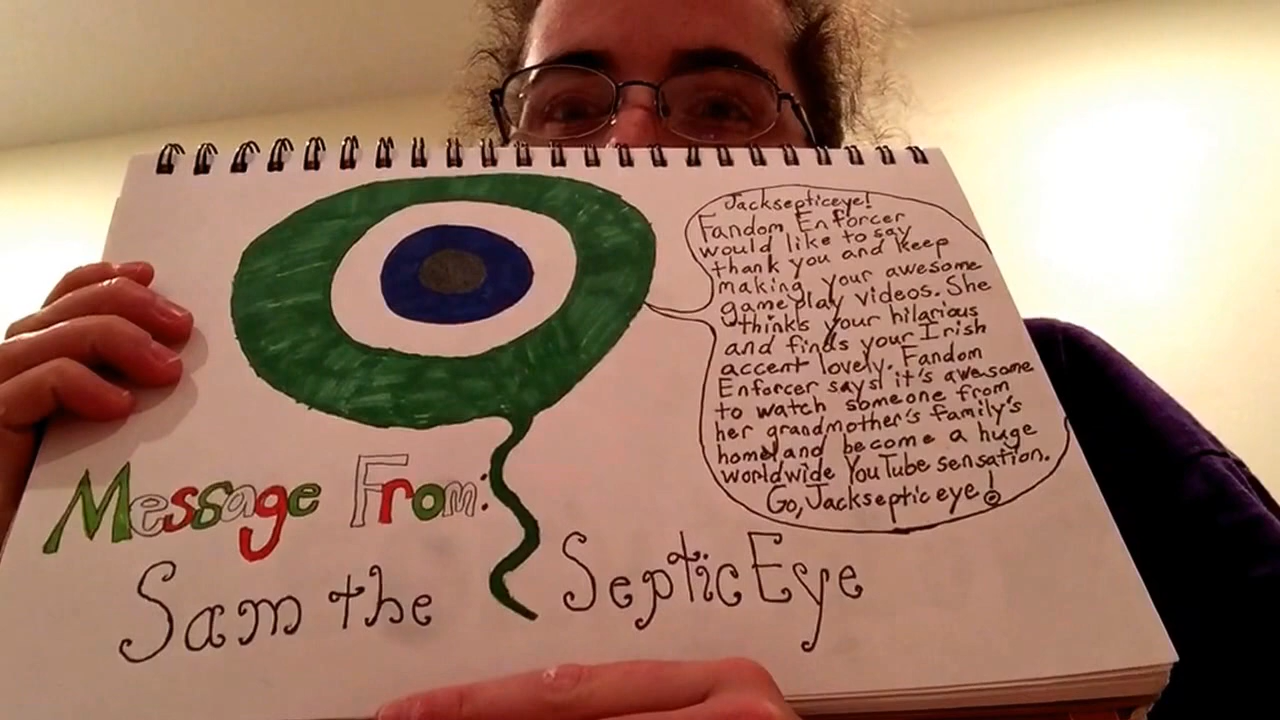 Jacksepticeye!
Fandom Enforcer
would like to say
thank you and keep
making your awesome
gameplay videos. She
thinks your hilarious
and finds your Irish
accent lovely. Fandom
Enforcer says! it's awesome
to watch someone from
her grandmother's family's
homeland become a huge
worldwide YouTube sensation.
Go, Jacksepticeye!
Message From:
Sam the SepticEye